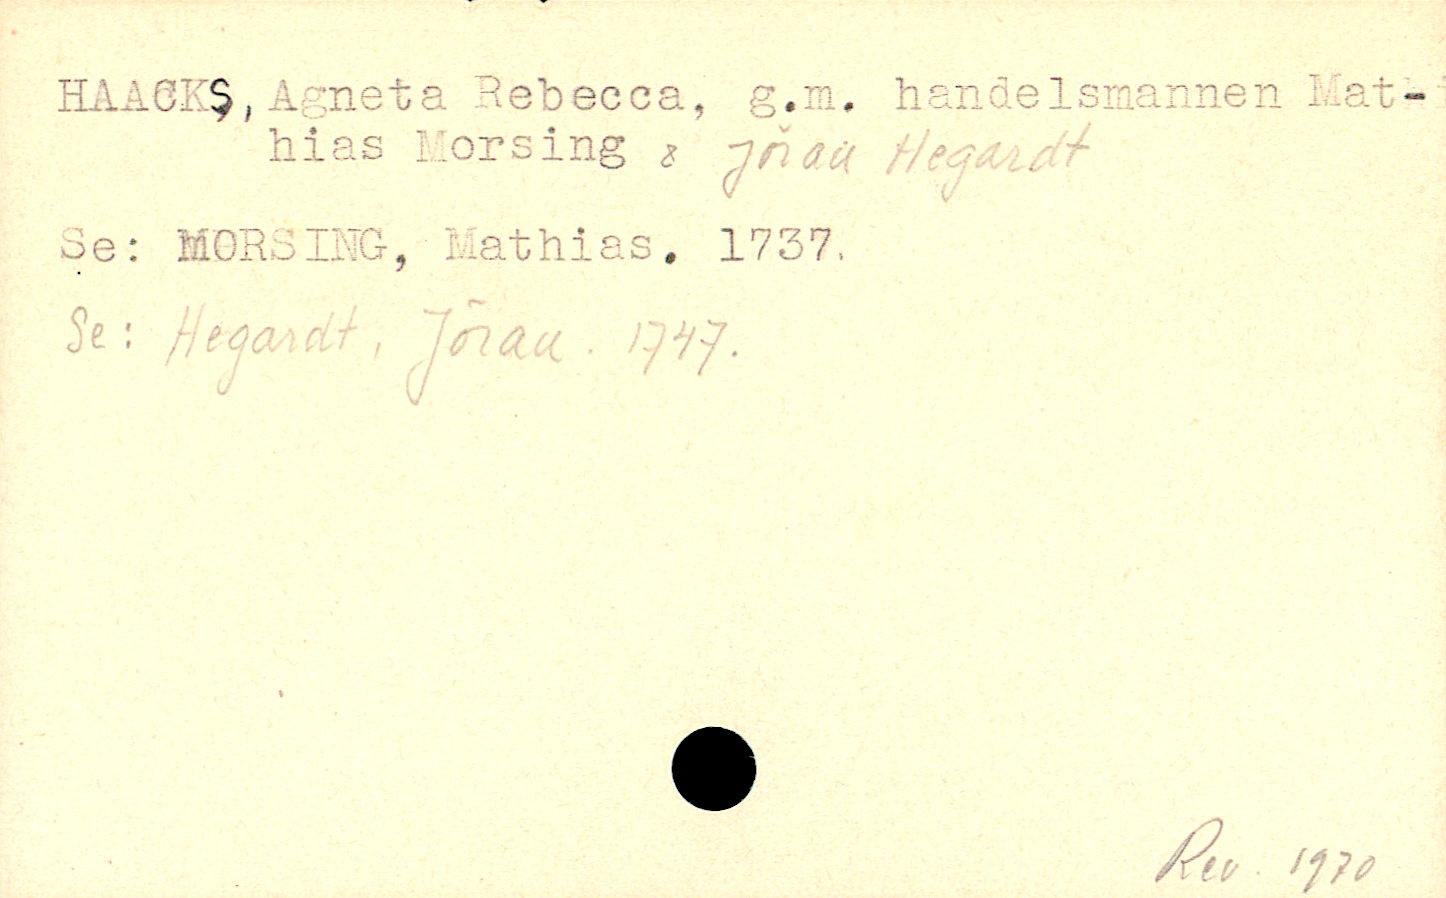 HAACKS, Agneta Rebecca, g.m. handelsmannen Mat-
hias Morsing & Jöran Hegardt
Se: MORSING, Mathias. 1737.
Se: Hegardt, Jöran. 1747.
Rev. 1970